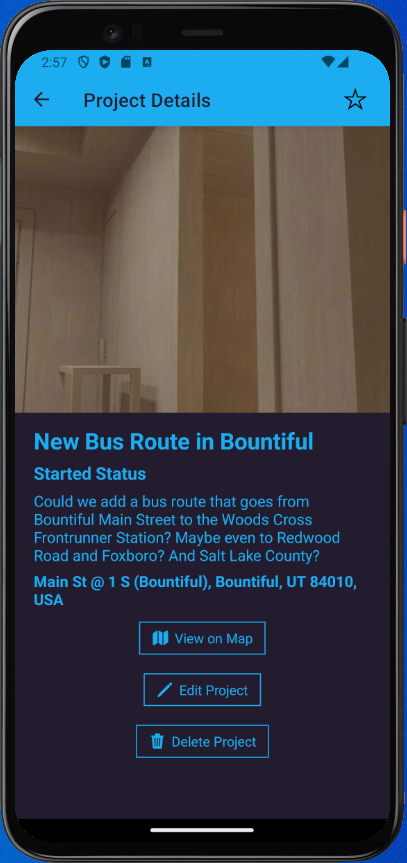 2:57
Project Details
New Bus Route in Bountiful
Started Status
Could we add a bus route that goes from
Bountiful Main Street to the Woods Cross
Frontrunner Station? Maybe even to Redwood
Road and Foxboro? And Salt Lake County?
Main St @ 1 S (Bountiful), Bountiful, UT 84010,
USA
View on Map
Edit Project
Delete Project